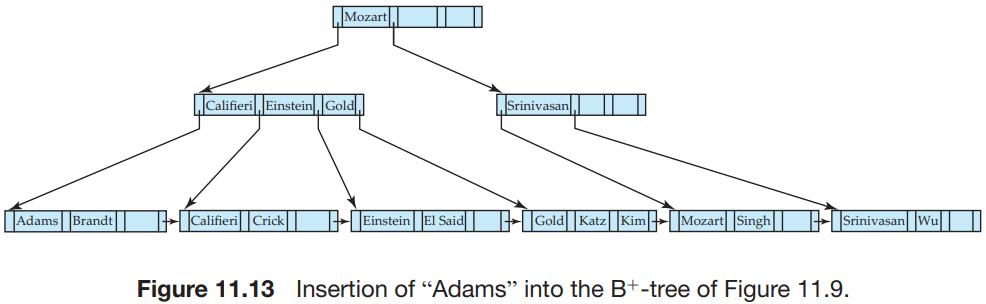 Mozart
Califieri Einstein Gold
Srinivasan
Adams Brandt
Califieri Crick
Einstein El Said
Gold Katz Kim
Mozart Singh
Srinivasan Wu
Figure 11.13 Insertion of “Adams” into the B+-tree of Figure 11.9.